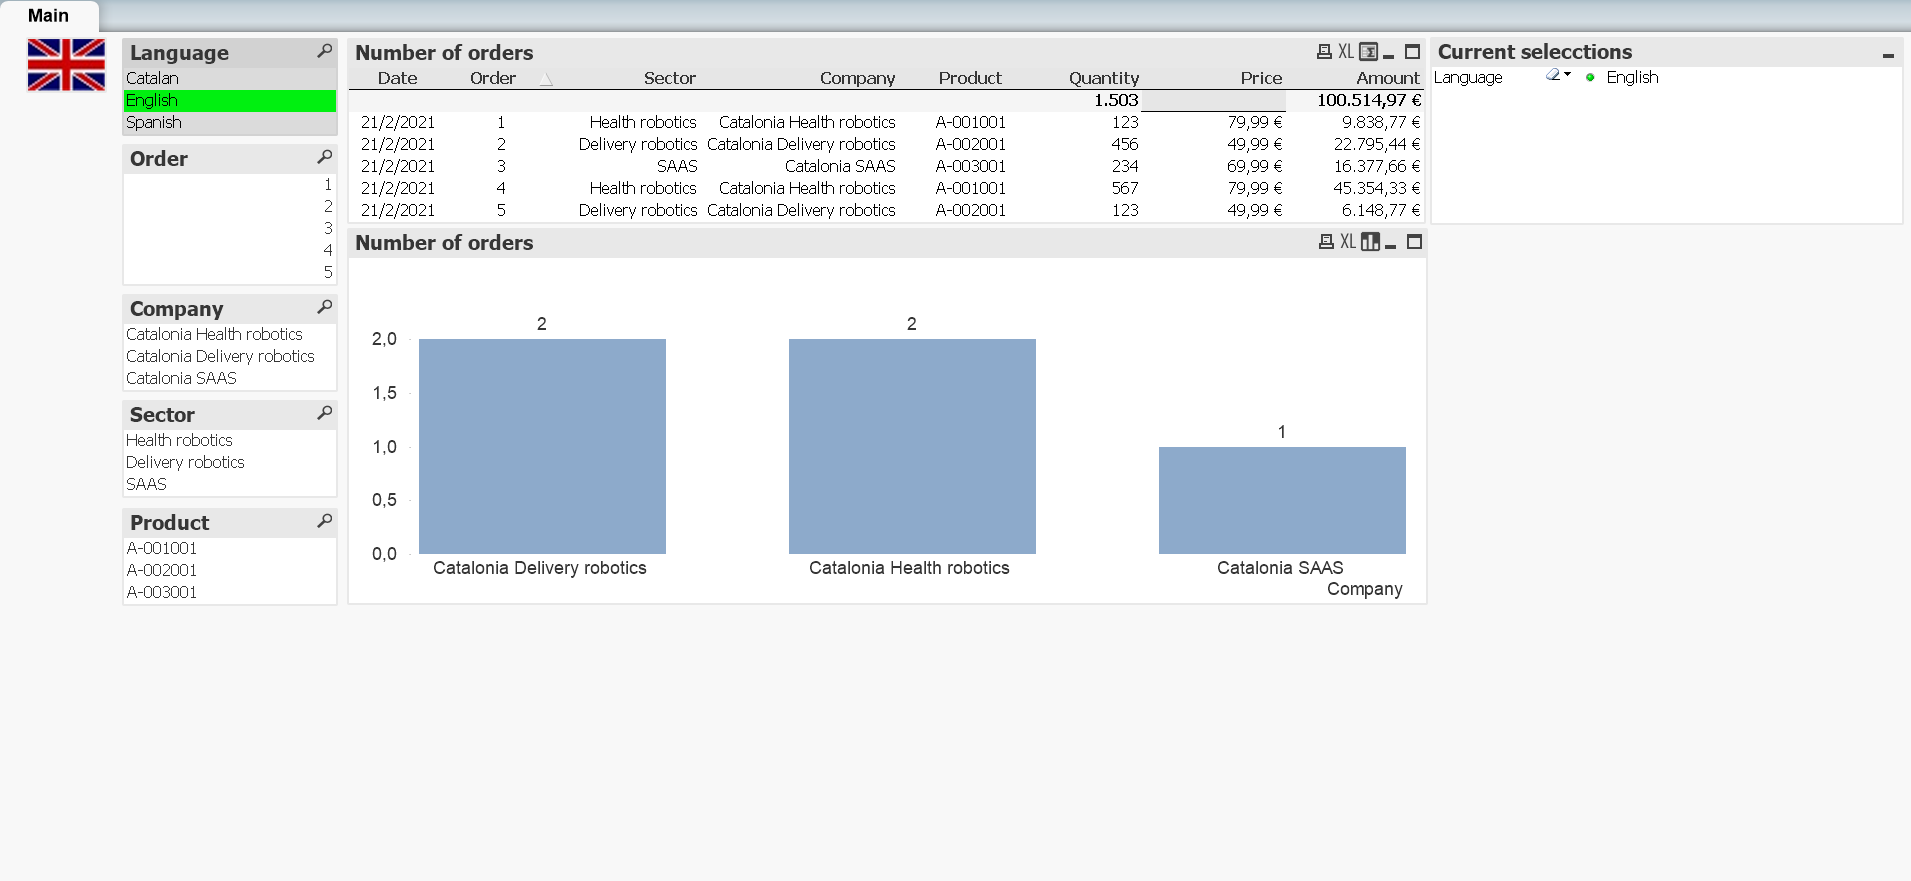 Main
Language
Catalan
English
Spanish
Order
1
2
3
4
5
Company
Catalonia Health robotics
Catalonia Delivery robotics
Catalonia SAAS
Sector
Health robotics
Delivery robotics
SAAS
Product
A-001001
A-002001
A-003001
Number of orders XL
Date Order Sector Company Product Quantity Price Amount
1.503 100.514,97 €
21/2/2021 1 Health robotics Catalonia Health robotics A-001001 123 79,99 € 9.838,77 €
21/2/2021 2 Delivery robotics Catalonia Delivery robotics A-002001 456 49,99 € 22.795,44 €
21/2/2021 3 SAAS Catalonia SAAS A-003001 234 69,99 € 16.377,66 €
21/2/2021 4 Health robotics Catalonia Health robotics A-001001 567 79,99 € 45.354,33 €
21/2/2021 5 Delivery robotics Catalonia Delivery robotics A-002001 123 49,99 € 6.148,77 €
Number of orders XL
2 2
2,0
1,5
1
1,0
0,5
0,0
Catalonia Delivery robotics Catalonia Health robotics Catalonia SAAS
Company
Current selecctions
Language English